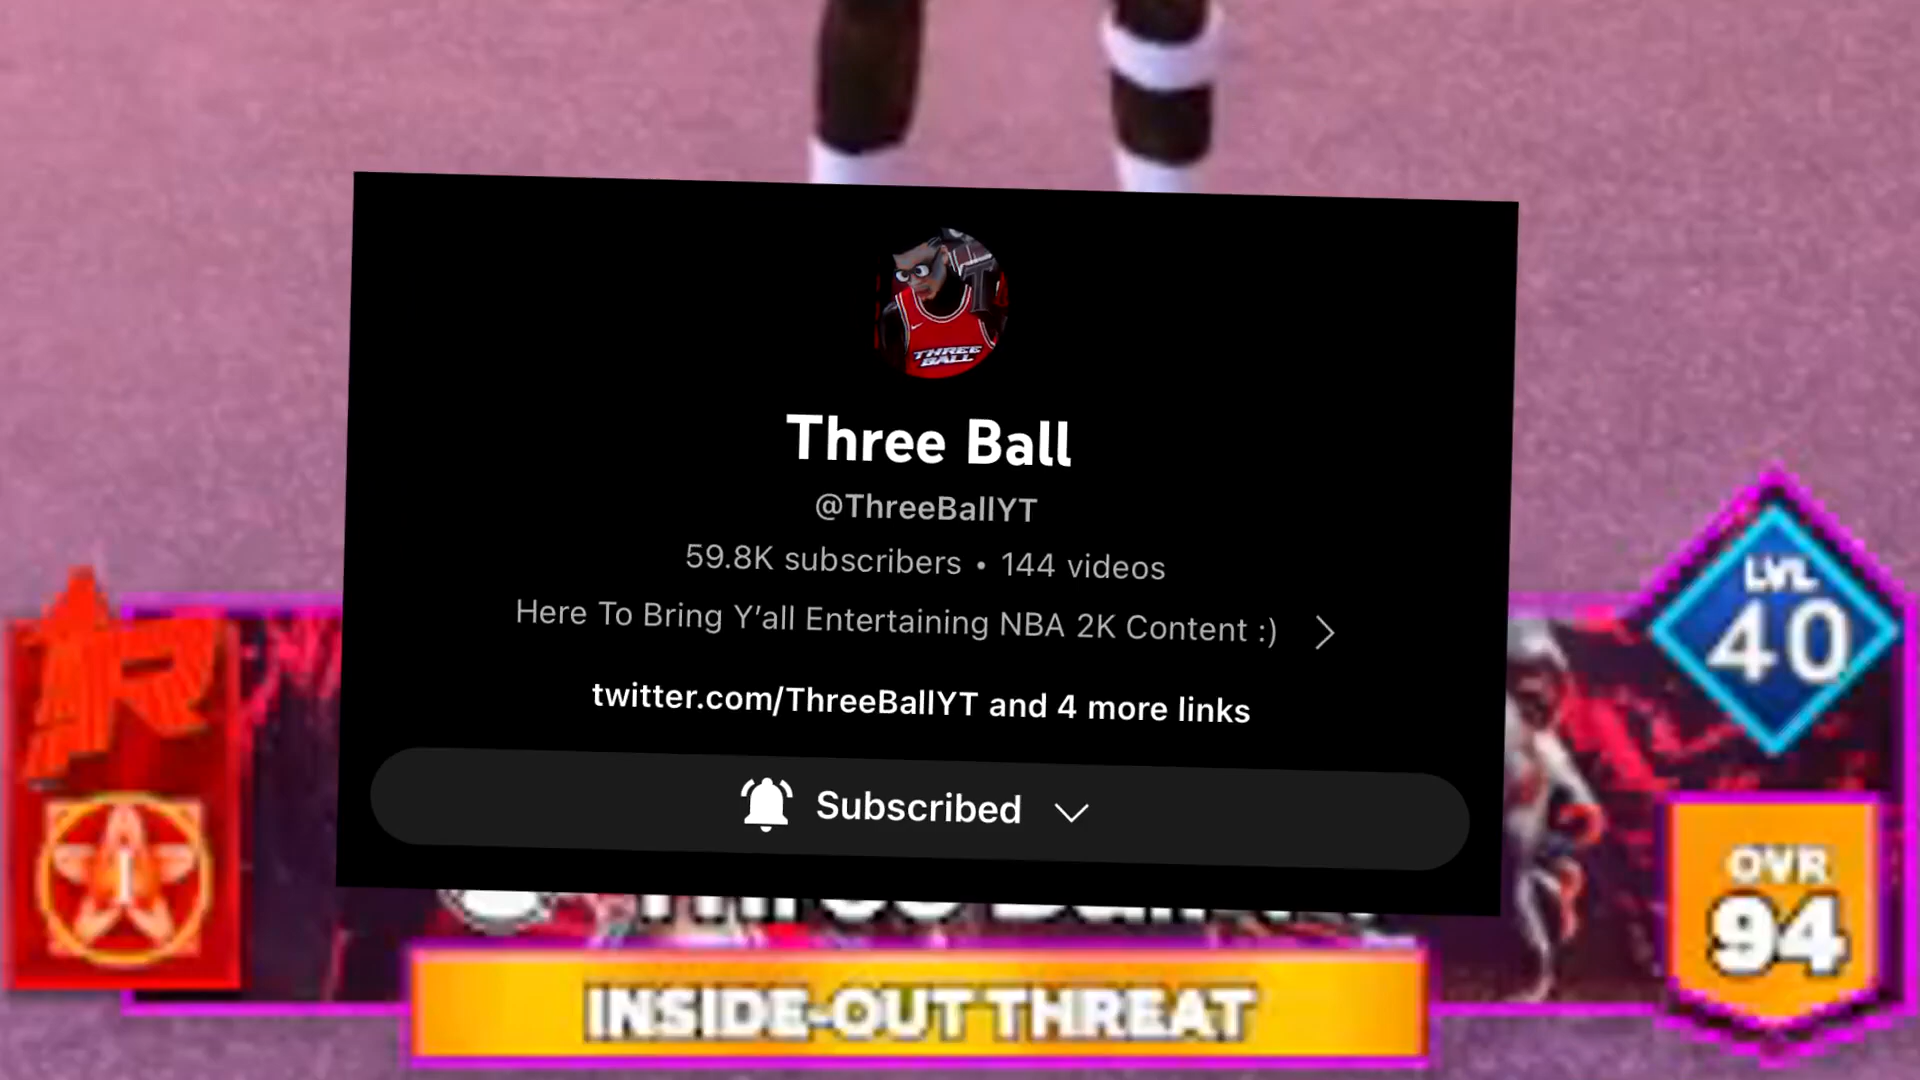 THREE
BALL
Three Ball
@ThreeBallYT
59.8K subscribers • 144 videos
Here To Bring Y'all Entertaining NBA 2K Content :)
twitter.com/ThreeBallYT and 4 more links
Subscribed
LVL
40
OVR
94
INSIDE-OUT THREAT